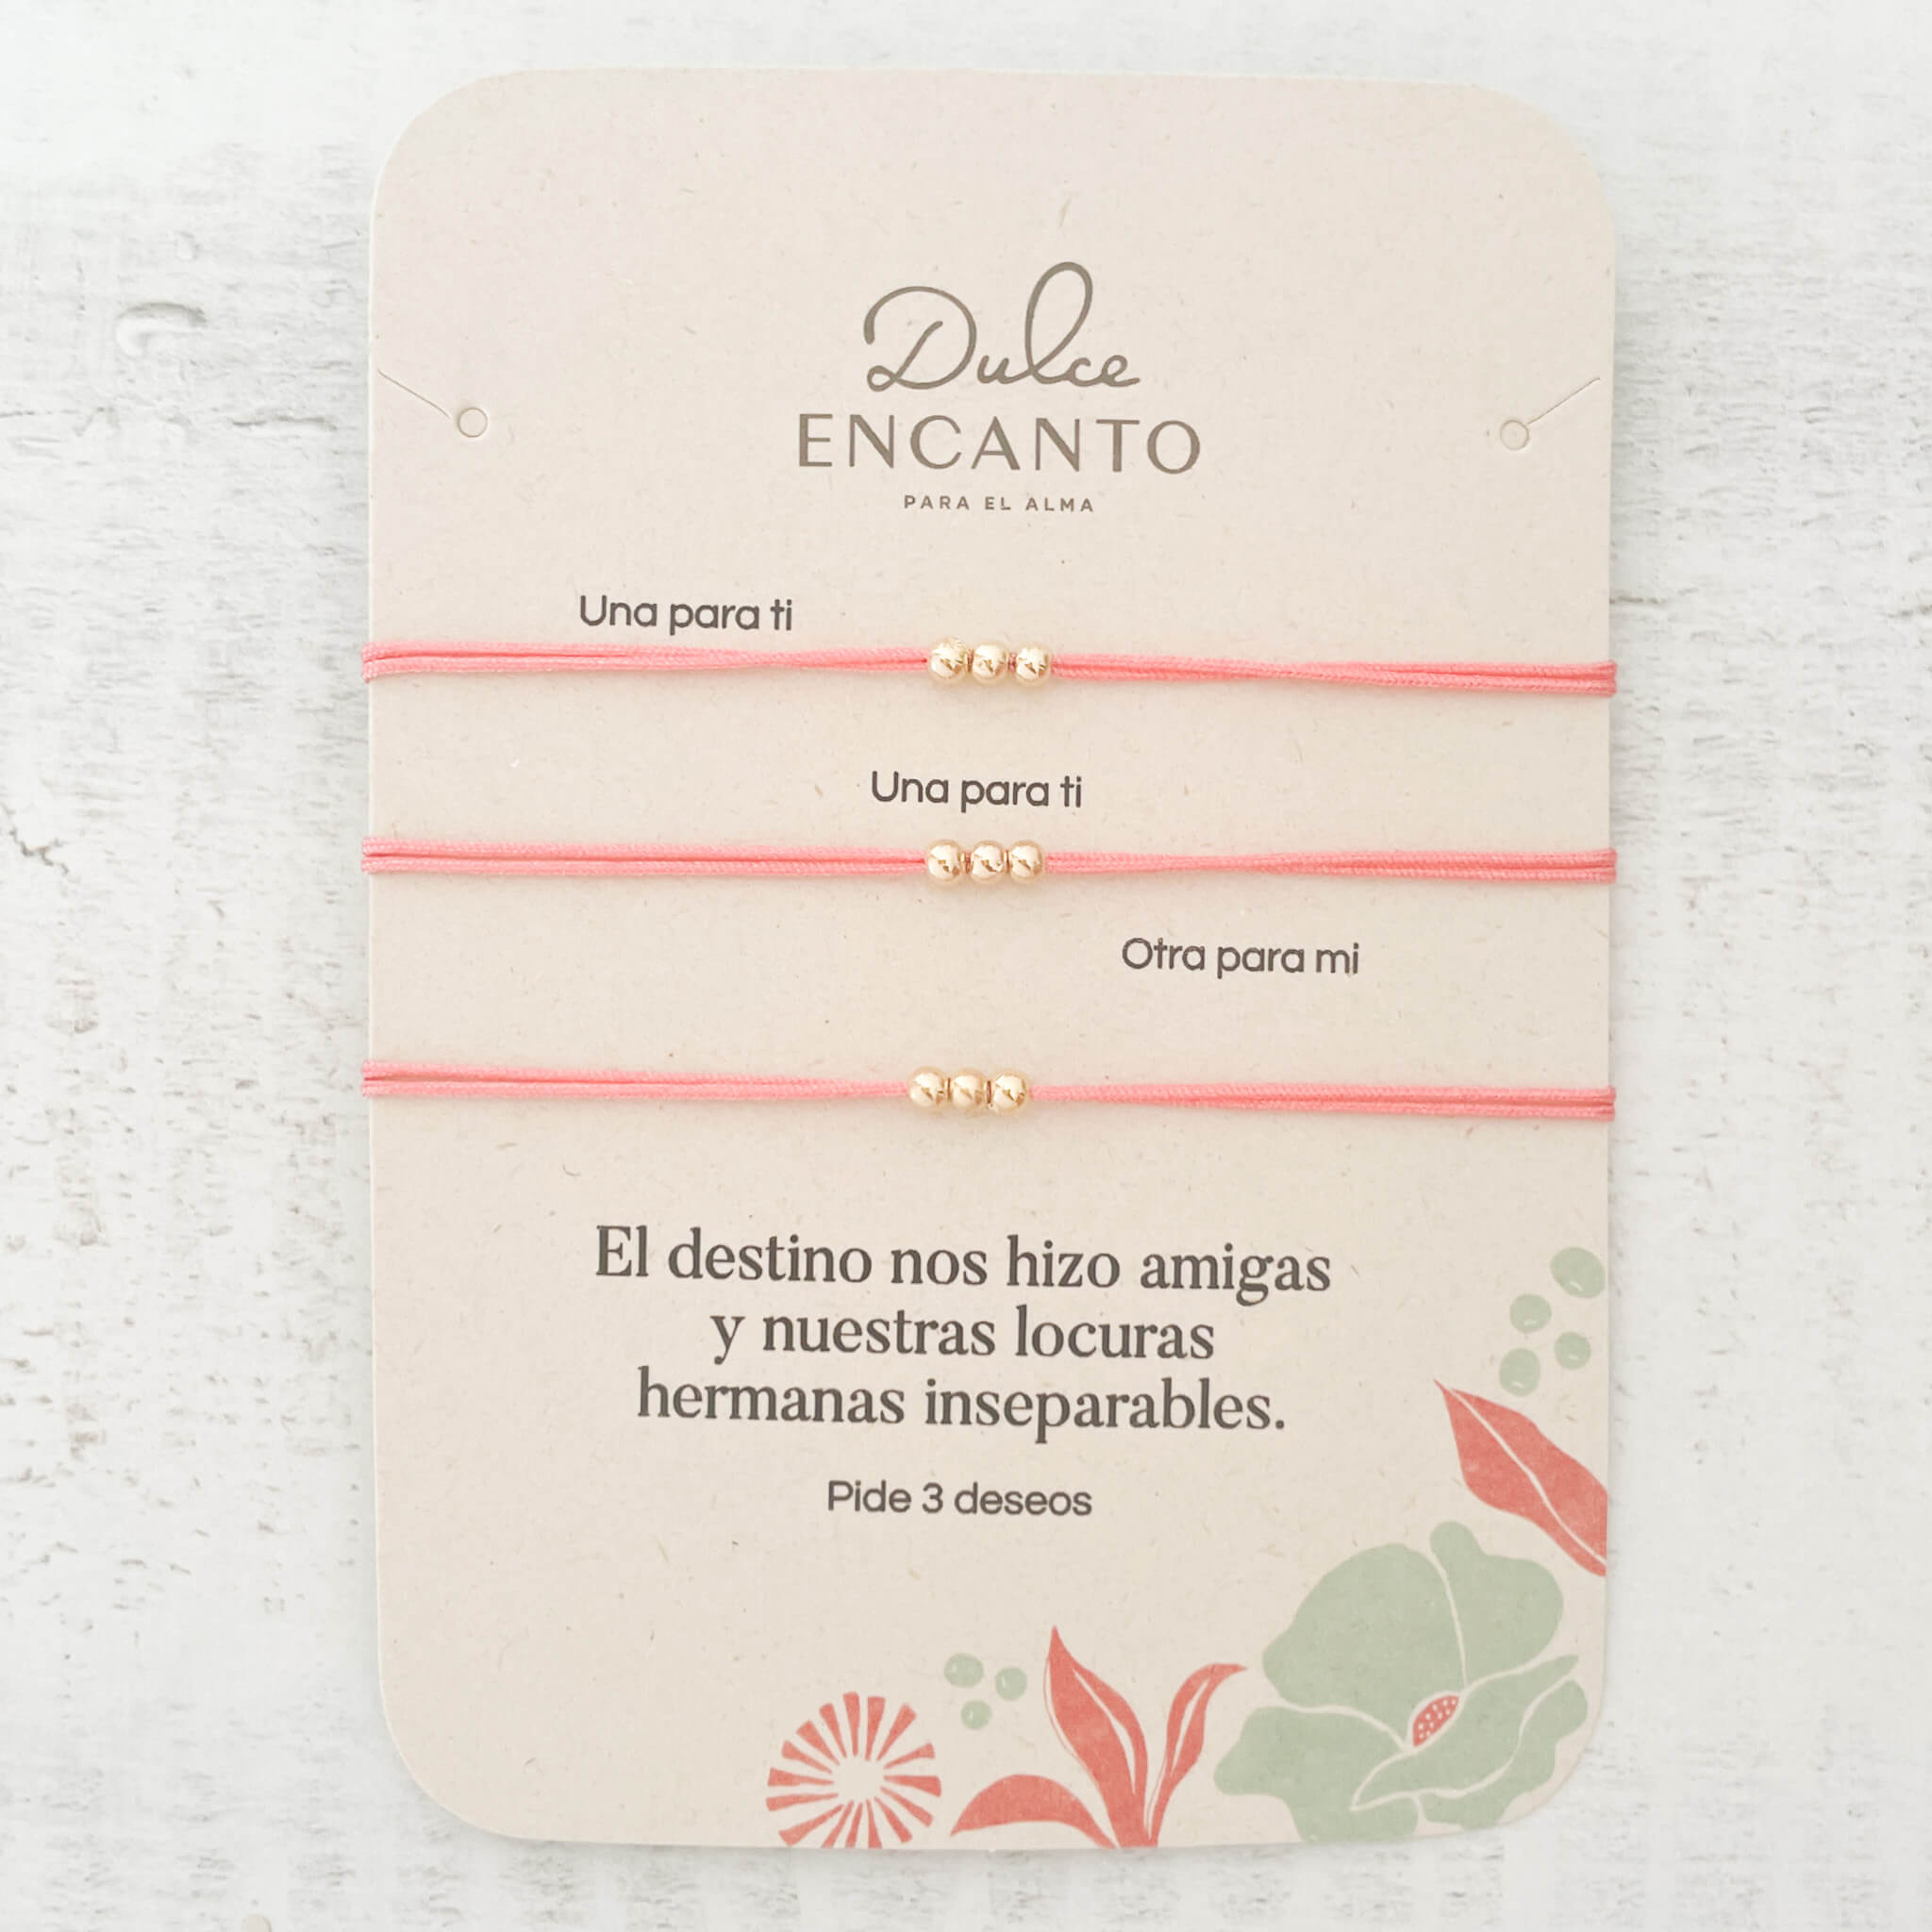 Dulce
ENCANTO
PARA EL ALMA
Una para ti
Una para ti
Otra para mi
El destino nos hizo amigas
y nuestras locuras
hermanas inseparables.
Pide 3 deseos